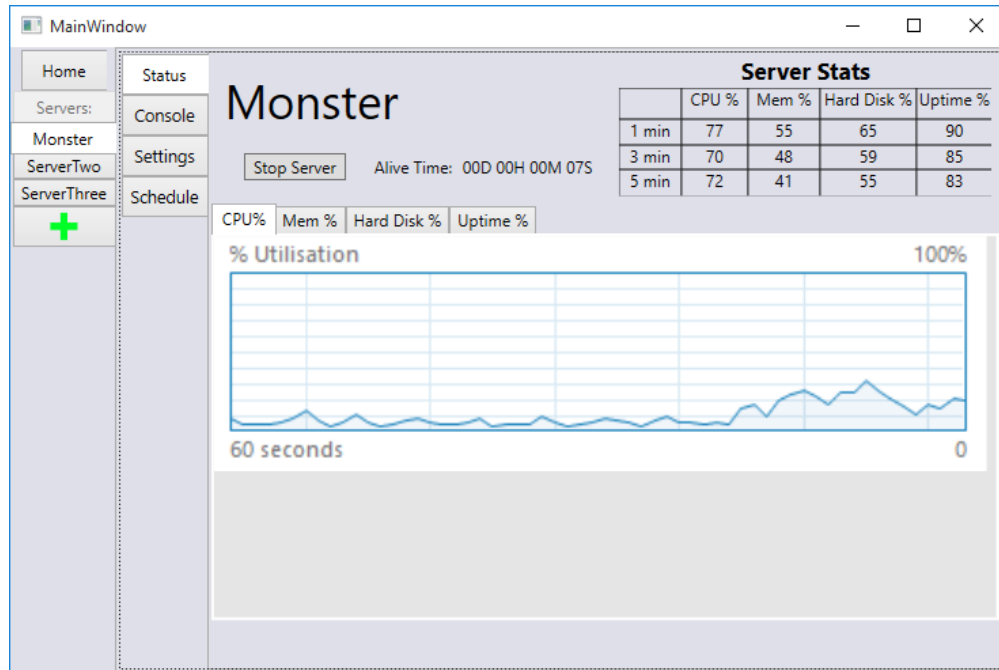 MainWindow
Home
Servers:
Monster
ServerTwo
ServerThree
Status
Console
Settings
Schedule
Monster
Stop Server Alive Time: 00D 00H 00M 07S
Server Stats
CPU % Mem % Hard Disk % Uptime %
1 min 77 55 65 90
3 min 70 48 59 85
5 min 72 41 55 83
CPU% Mem % Hard Disk % Uptime %
% Utilisation 100%
60 seconds 0